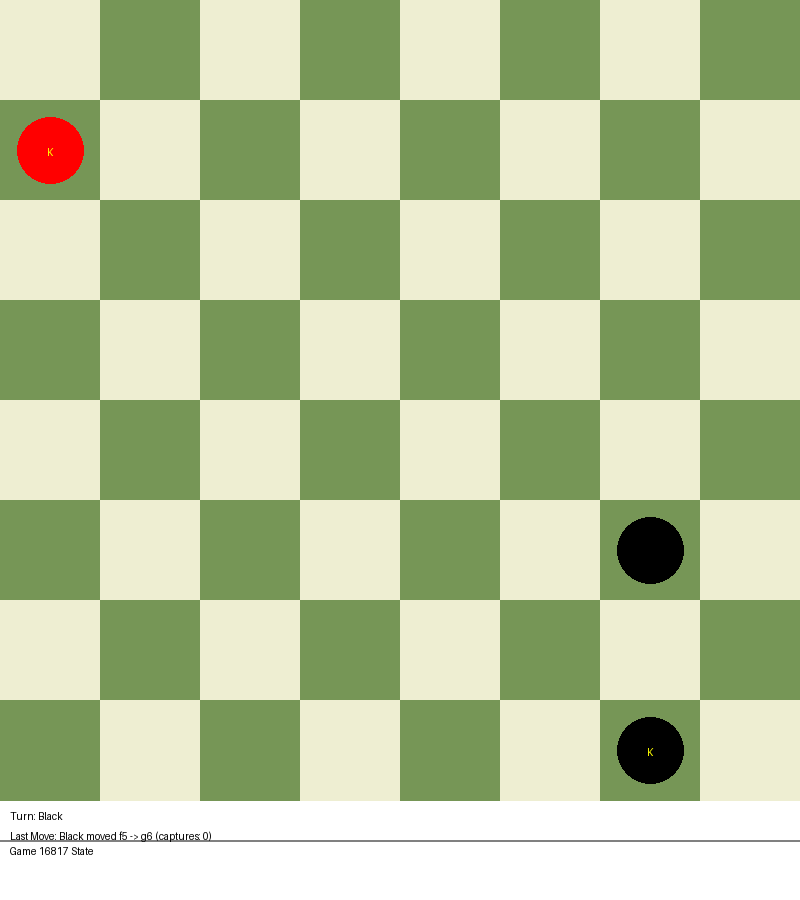 K
K
Turn: Black
Last Move: Black moved f5 -> g6 (captures: 0)
Game 16817 State